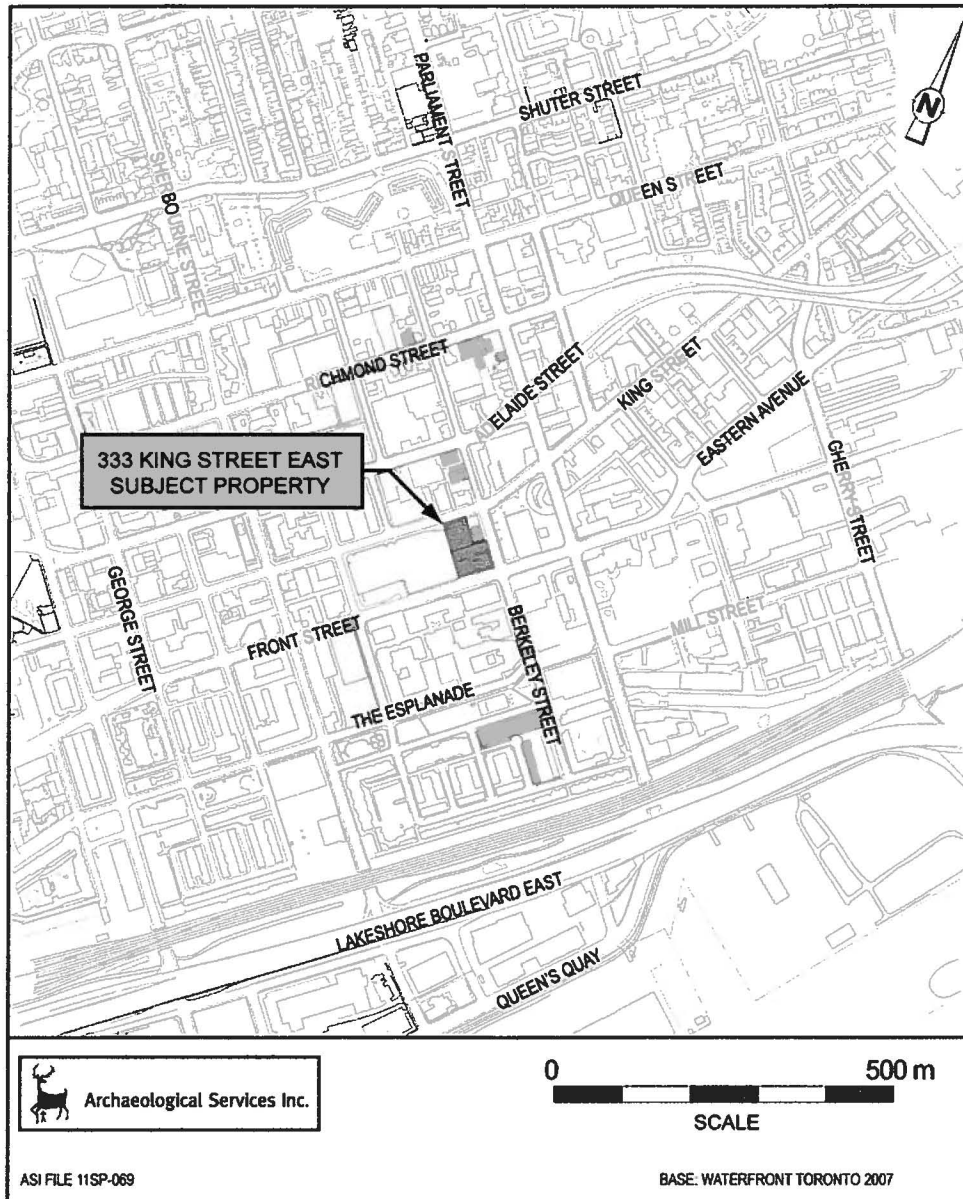 PARLIAMENT STREET
SHUTER STREET
N
SHERBOURNE STREET
QUEEN STREET
RICHMOND STREET
ADELAIDE STREET
KING STREET
EASTERN AVENUE
333 KING STREET EAST
SUBJECT PROPERTY
CHERRY STREET
GEORGE STREET
FRONT STREET
MILL STREET
BERKELEY STREET
THE ESPLANADE
LAKESHORE BOULEVARD EAST
QUEEN'S QUAY
Archaeological Services Inc.
0 500 m
SCALE
ASI FILE 11SP-069
BASE: WATERFRONT TORONTO 2007